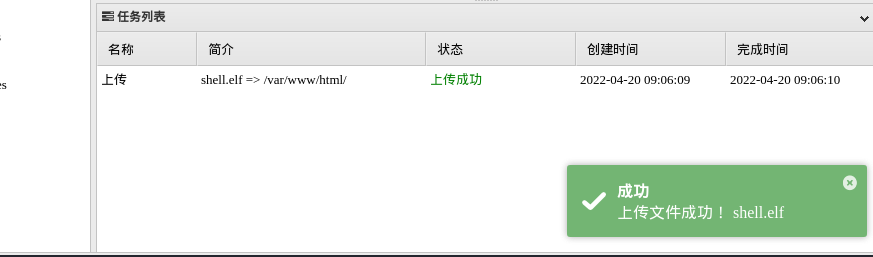 任务列表
名称 简介 状态 创建时间 完成时间
上传 shell.elf => /var/www/html/ 上传成功 2022-04-20 09:06:09 2022-04-20 09:06:10
es
成功
上传文件成功！ shell.elf